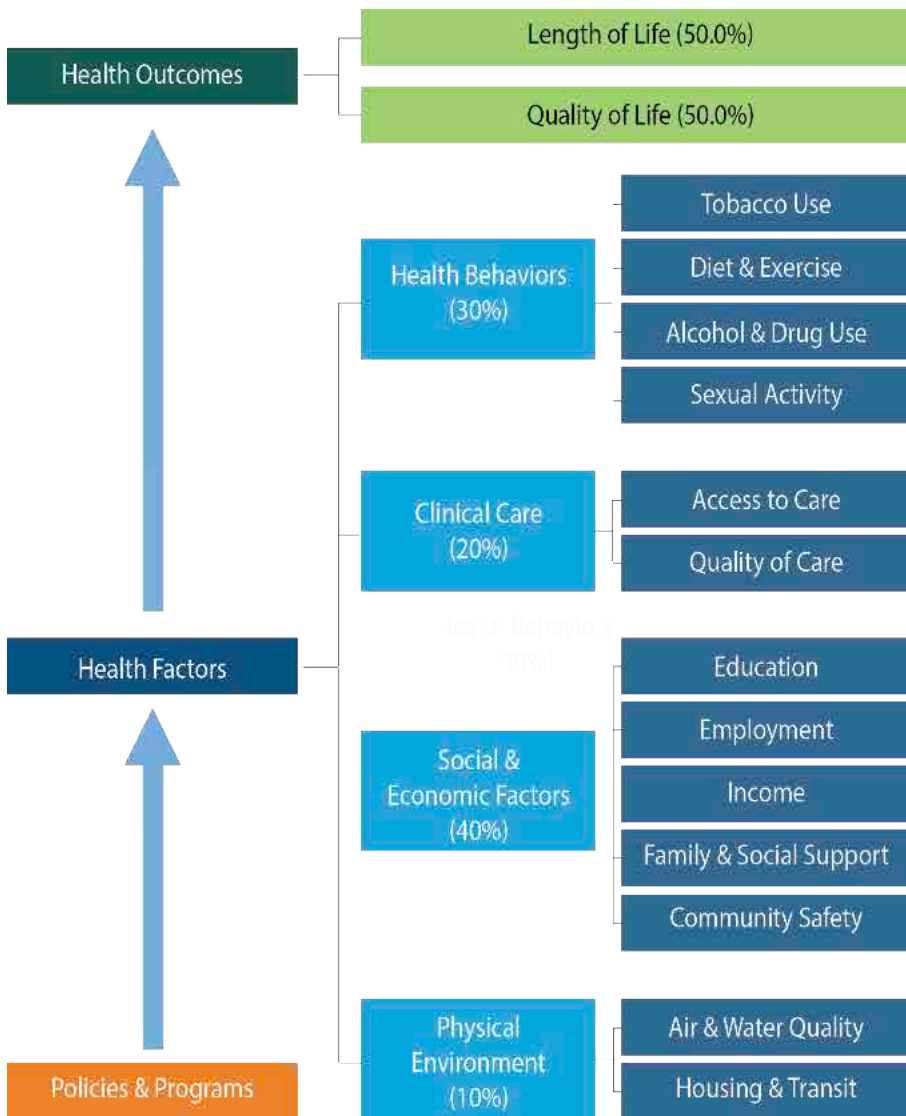 Length of Life (50.0%)
Health Outcomes
Quality of Life (50.0%)
Tobacco Use
Health Behaviors
(30%)
Diet & Exercise
Alcohol & Drug Use
Sexual Activity
Clinical Care
(20%)
Access to Care
Quality of Care
Health Behaviors
(30%)
Health Factors
Education
Employment
Social &
Economic Factors
(40%)
Income
Family & Social Support
Community Safety
Physical
Environment
(10%)
Air & Water Quality
Housing & Transit
Policies & Programs